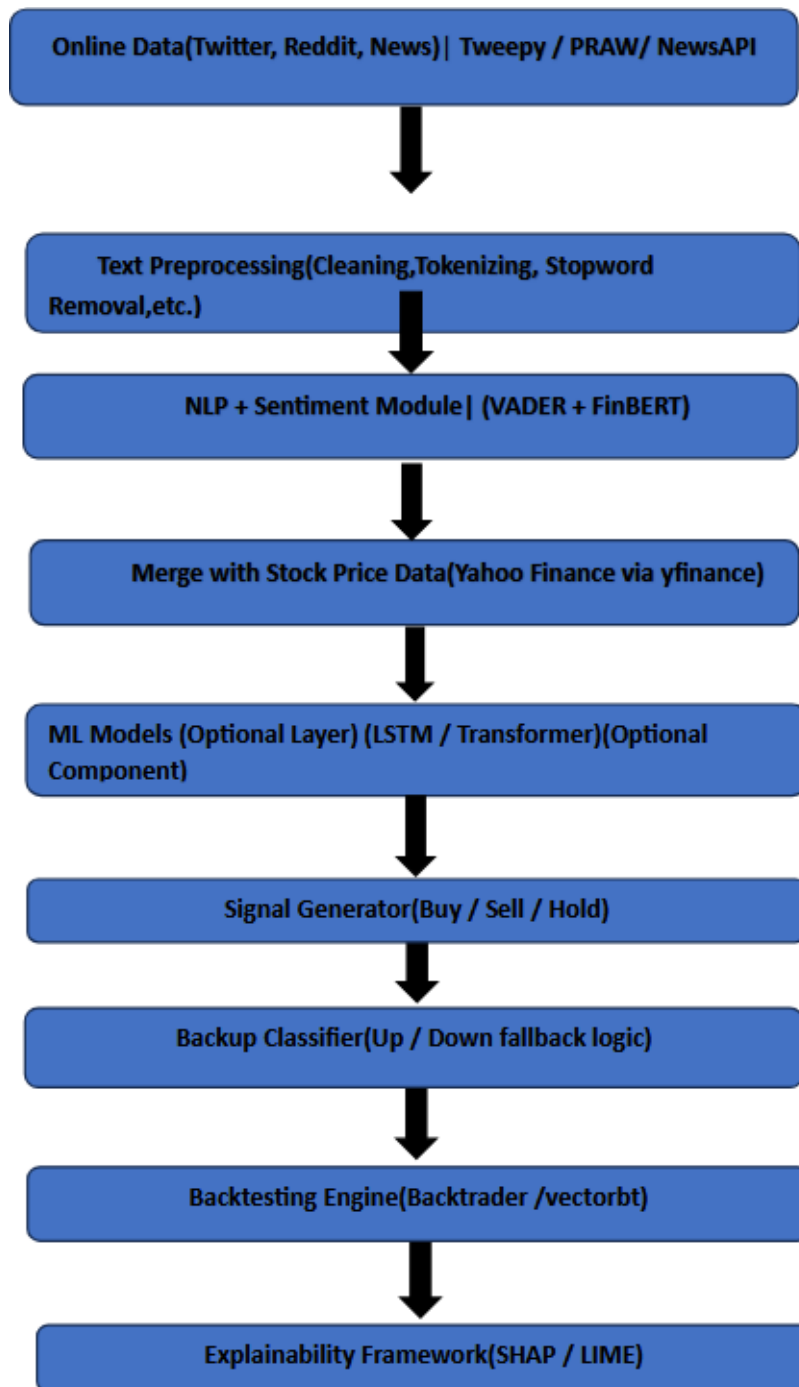 Online Data(Twitter, Reddit, News)| Tweepy / PRAW/ NewsAPI
Text Preprocessing(Cleaning,Tokenizing, Stopword
Removal,etc.)
NLP + Sentiment Module| (VADER + FinBERT)
Merge with Stock Price Data(Yahoo Finance via yfinance)
ML Models (Optional Layer) (LSTM / Transformer)(Optional
Component)
Signal Generator(Buy / Sell / Hold)
Backup Classifier(Up / Down fallback logic)
Backtesting Engine(Backtrader /vectorbt)
Explainability Framework(SHAP / LIME)